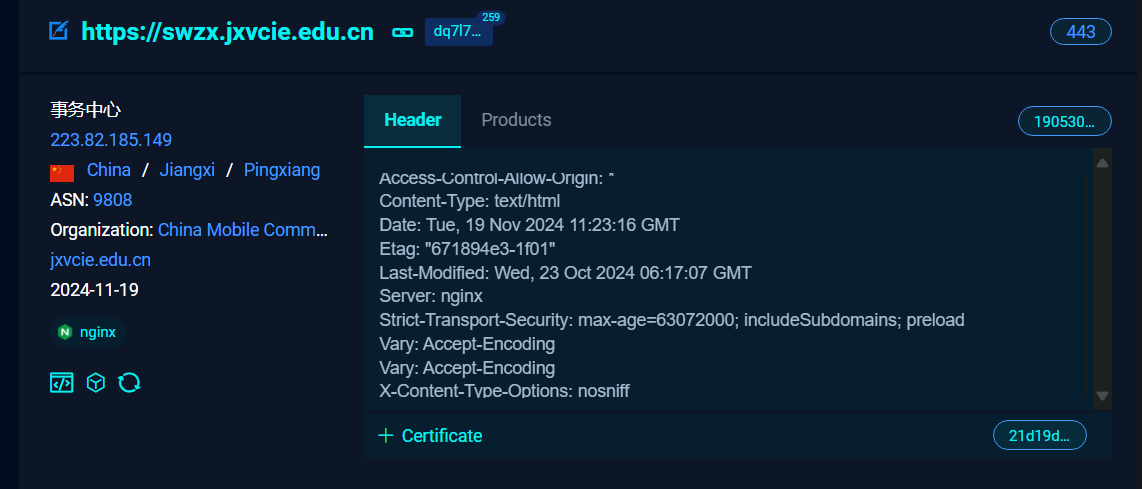 https://swzx.jxvcie.edu.cn dq7l7... 259 443
事务中心
223.82.185.149
China / Jiangxi / Pingxiang
ASN: 9808
Organization: China Mobile Comm...
jxvcie.edu.cn
2024-11-19
nginx
Header Products 190530...
Access-Control-Allow-Origin: *
Content-Type: text/html
Date: Tue, 19 Nov 2024 11:23:16 GMT
Etag: "671894e3-1f01"
Last-Modified: Wed, 23 Oct 2024 06:17:07 GMT
Server: nginx
Strict-Transport-Security: max-age=63072000; includeSubdomains; preload
Vary: Accept-Encoding
Vary: Accept-Encoding
X-Content-Type-Options: nosniff
+ Certificate 21d19d...